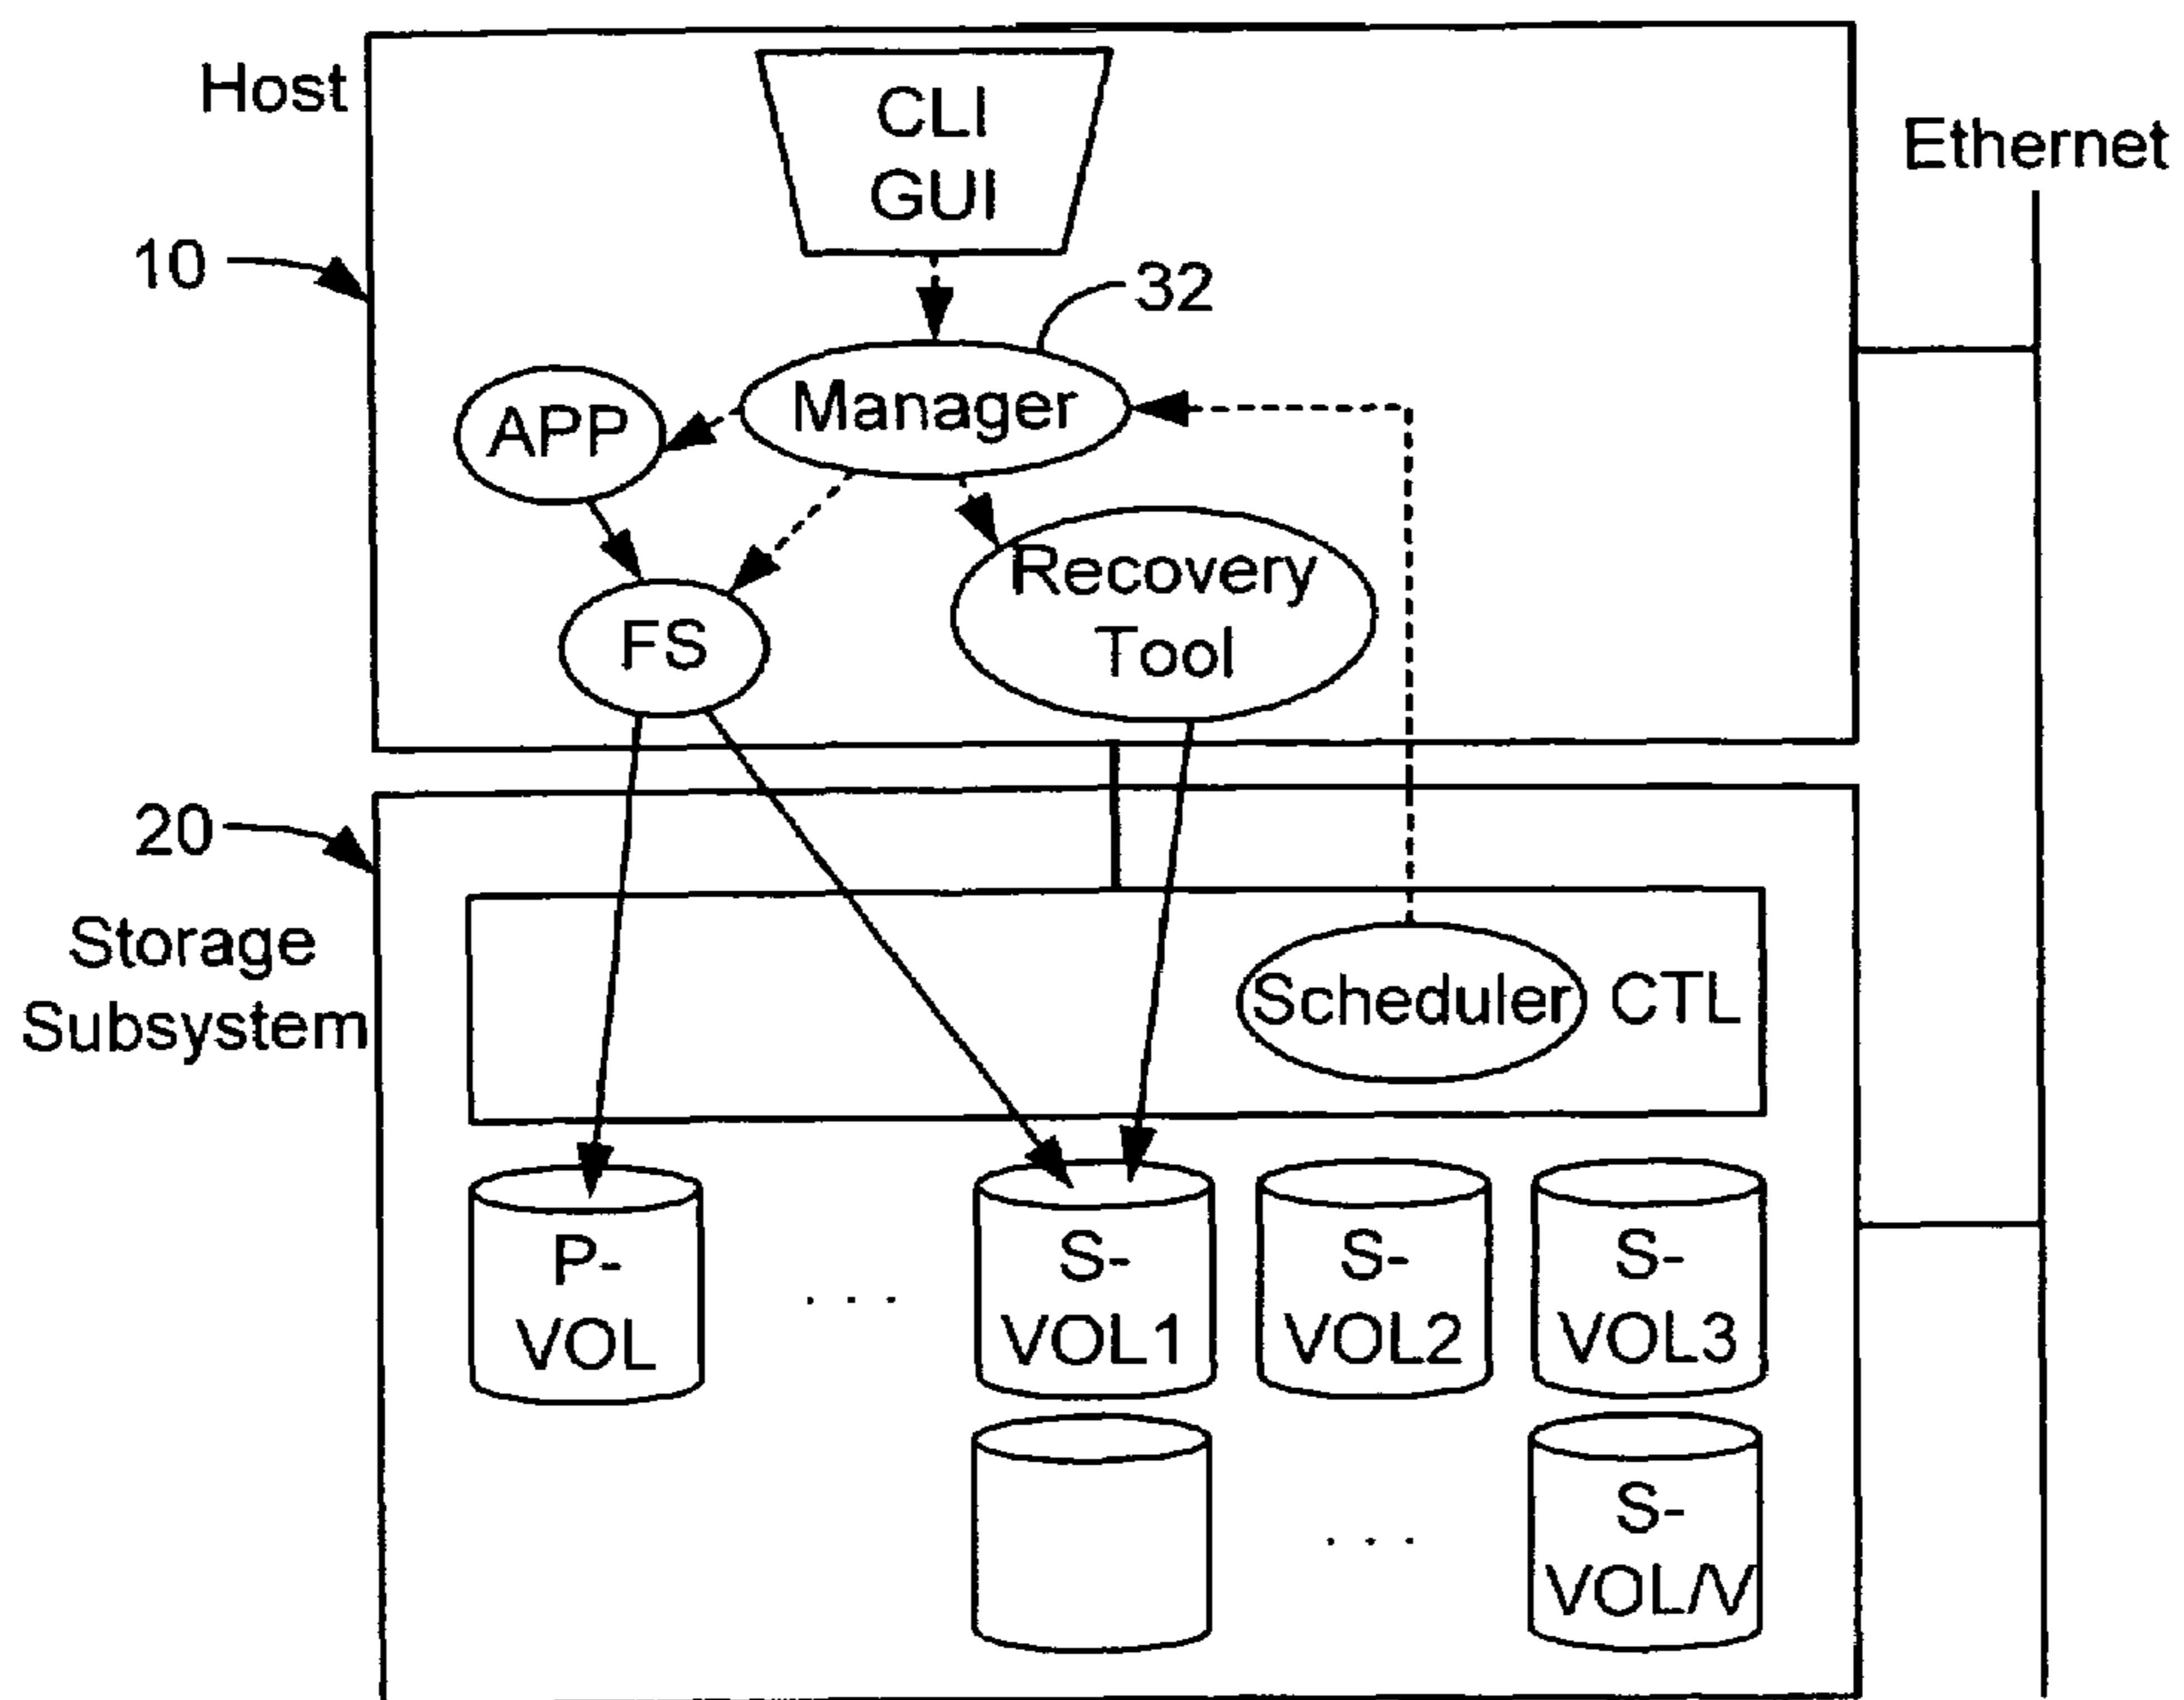 Host
CLI
GUI
Ethernet
10
32
Manager
APP
Recovery
Tool
FS
20
Storage
Subsystem
Scheduler
CTL
P-
VOL
. . .
S-
VOL1
S-
VOL2
S-
VOL3
. . .
S-
VOL/V